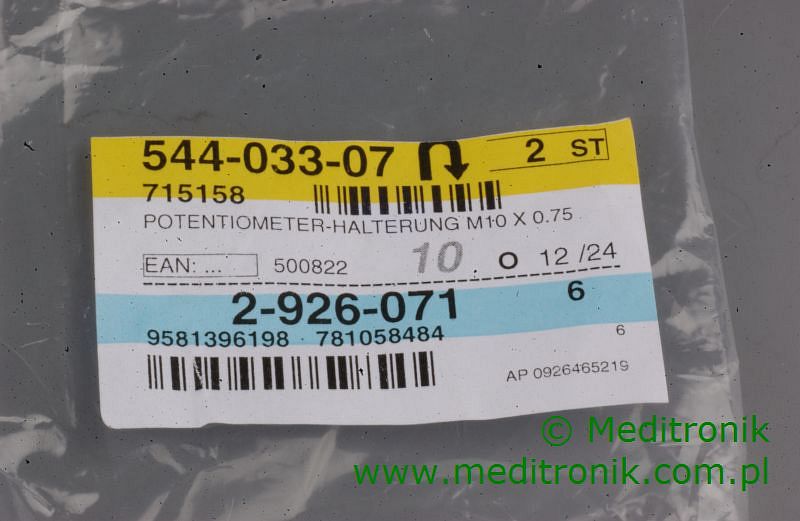 544-033-07 2 ST
715158
POTENTIOMETER-HALTERUNG M10 X 0.75
EAN: ... 500822 10 O 12 /24
2-926-071 6
9581396198 781058484 6
AP 0926465219
© Meditronik
www.meditronik.com.pl